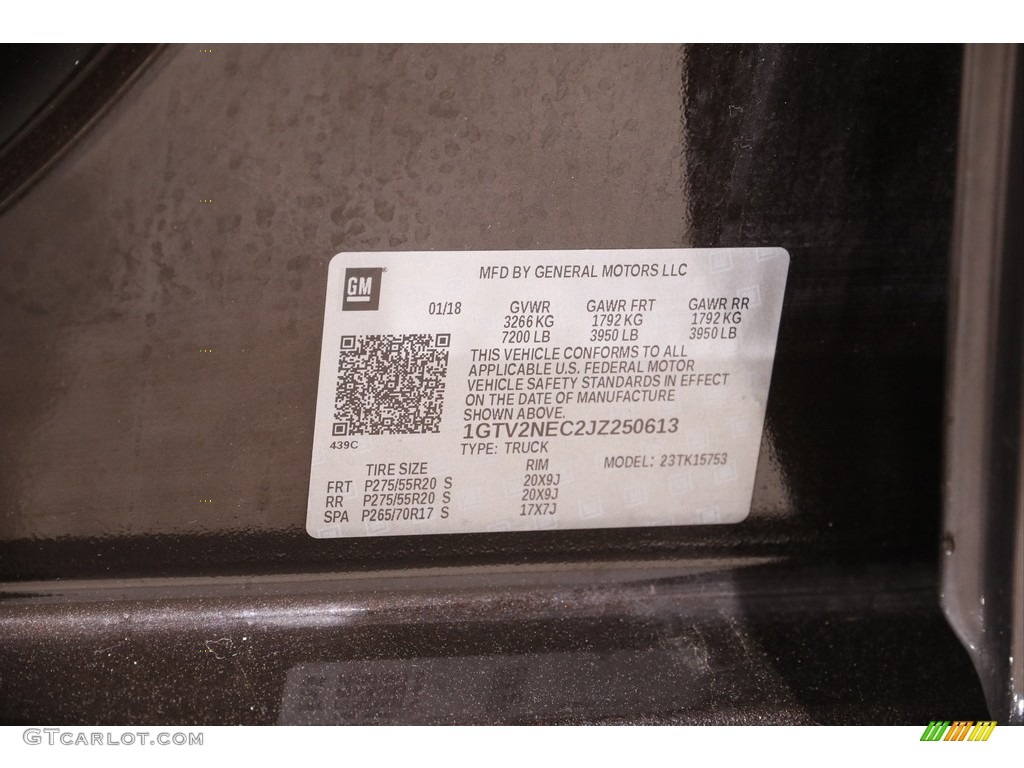 GM
MFD BY GENERAL MOTORS LLC
01/18 GVWR GAWR FRT GAWR RR
3266 KG 1792 KG 1792 KG
7200 LB 3950 LB 3950 LB
THIS VEHICLE CONFORMS TO ALL
APPLICABLE U.S. FEDERAL MOTOR
VEHICLE SAFETY STANDARDS IN EFFECT
ON THE DATE OF MANUFACTURE
SHOWN ABOVE.
1GTV2NEC2JZ250613
439C
TYPE: TRUCK
TIRE SIZE RIM MODEL: 23TK15753
FRT P275/55R20 S 20X9J
RR P275/55R20 S 20X9J
SPA P265/70R17 S 17X7J
GTCarlot.com